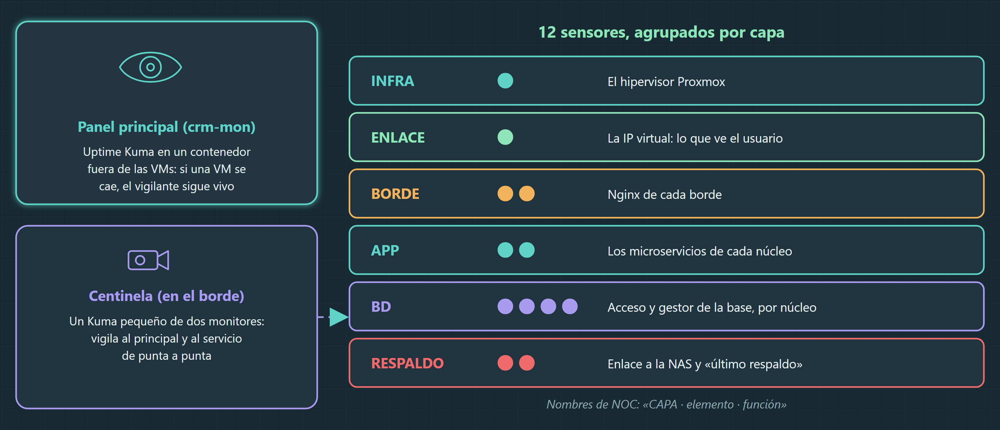 Panel principal (crm-mon)
Uptime Kuma en un contenedor
fuera de las VMs: si una VM se
cae, el vigilante sigue vivo
Centinela (en el borde)
Un Kuma pequeño de dos monitores:
vigila al principal y al servicio
de punta a punta
12 sensores, agrupados por capa
INFRA El hipervisor Proxmox
ENLACE La IP virtual: lo que ve el usuario
BORDE Nginx de cada borde
APP Los microservicios de cada núcleo
BD Acceso y gestor de la base, por núcleo
RESPALDO Enlace a la NAS y «último respaldo»
Nombres de NOC: «CAPA · elemento · función»